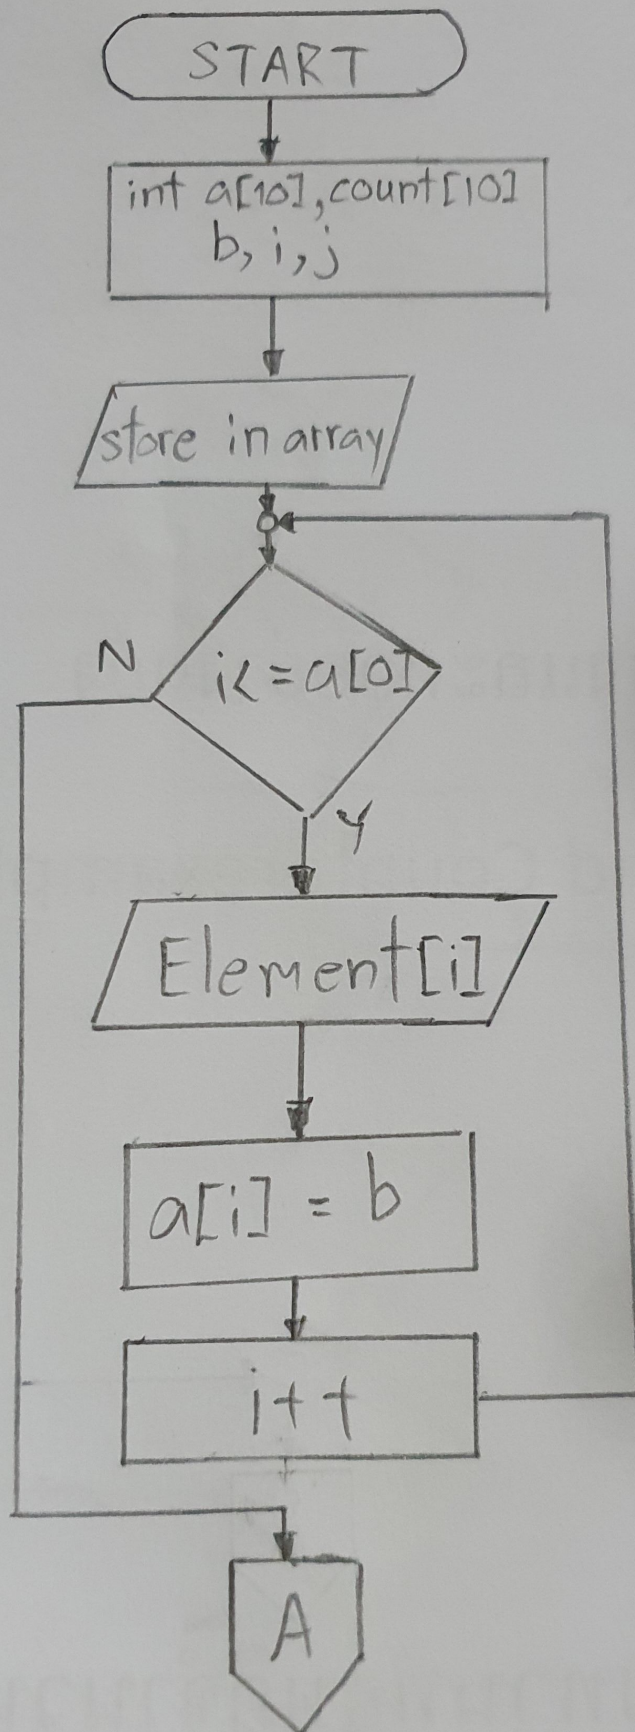 START
int a[10], count[10]
b, i, j
store in array
i<=a[0]
N
Y
Element[i]
a[i] = b
i++
A